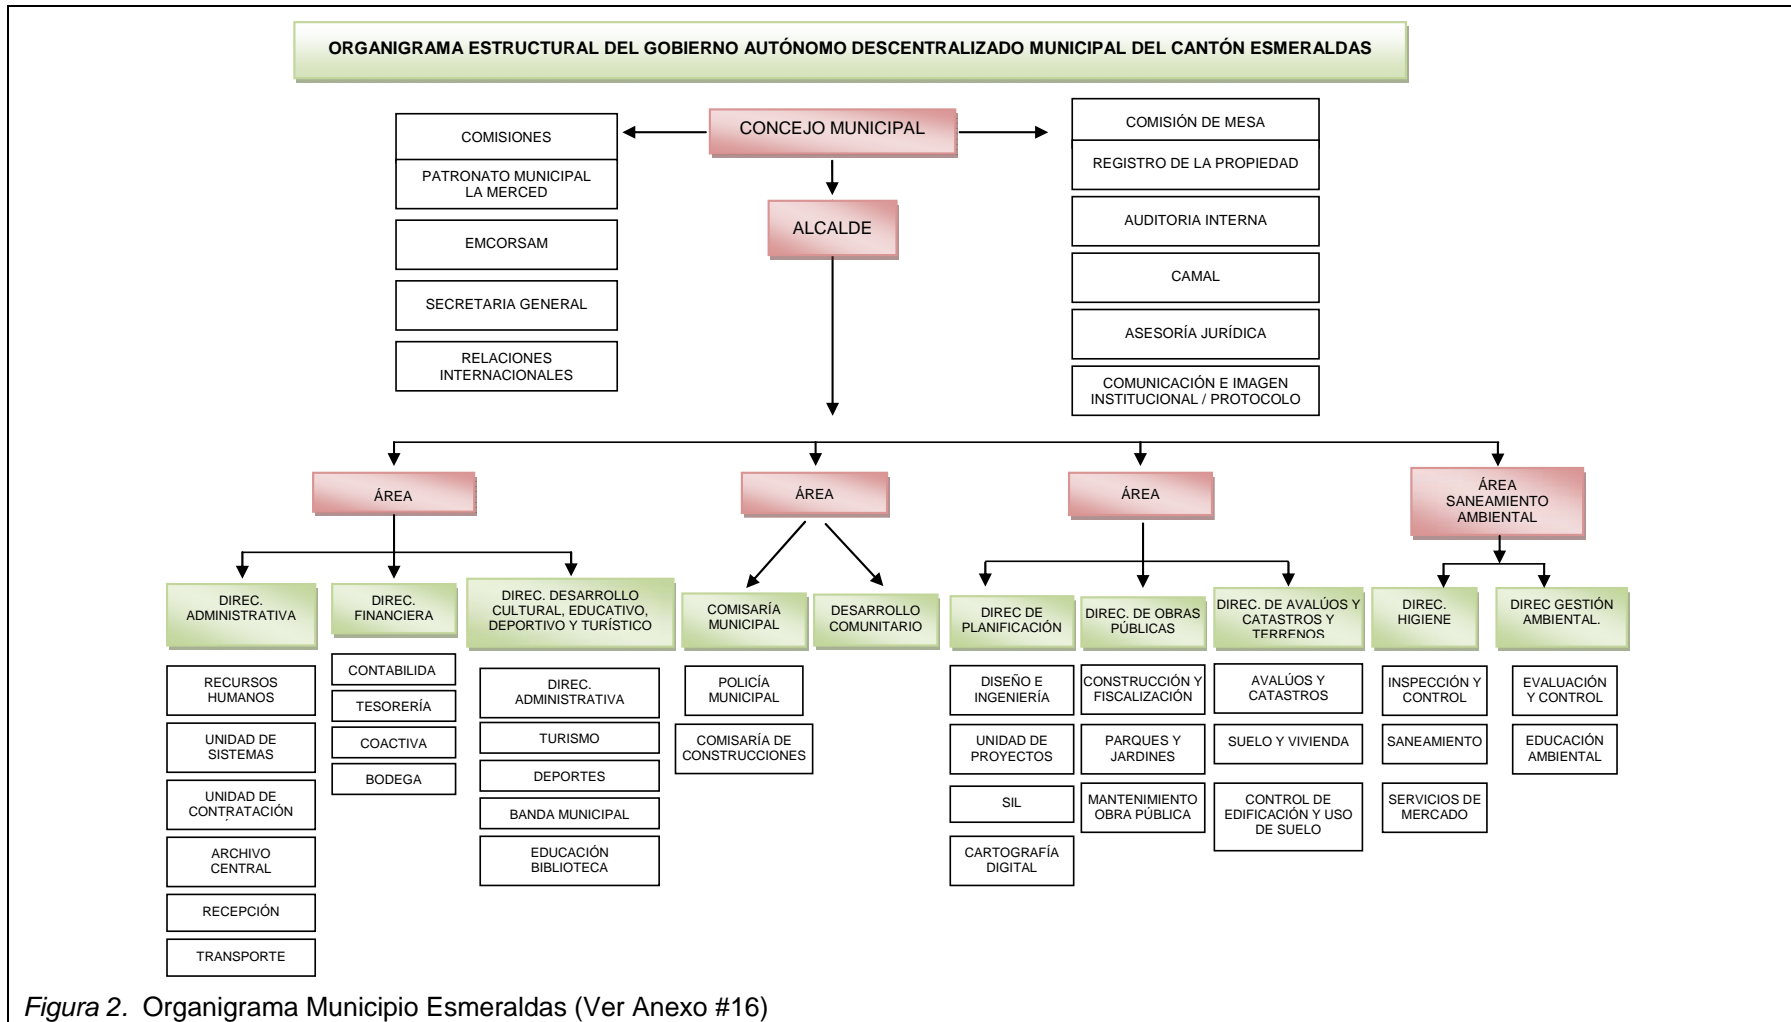 ORGANIGRAMA ESTRUCTURAL DEL GOBIERNO AUTÓNOMO DESCENTRALIZADO MUNICIPAL DEL CANTÓN ESMERALDAS
CONCEJO MUNICIPAL
ALCALDE
COMISIONES
PATRONATO MUNICIPAL
LA MERCED
EMCORSAM
SECRETARIA GENERAL
RELACIONES
INTERNACIONALES
COMISIÓN DE MESA
REGISTRO DE LA PROPIEDAD
AUDITORIA INTERNA
CAMAL
ASESORÍA JURÍDICA
COMUNICACIÓN E IMAGEN
INSTITUCIONAL / PROTOCOLO
ÁREA
DIREC.
ADMINISTRATIVA
RECURSOS
HUMANOS
UNIDAD DE
SISTEMAS
UNIDAD DE
CONTRATACIÓN
ARCHIVO
CENTRAL
RECEPCIÓN
TRANSPORTE
DIREC.
FINANCIERA
CONTABILIDA
TESORERÍA
COACTIVA
BODEGA
DIREC. DESARROLLO
CULTURAL, EDUCATIVO,
DEPORTIVO Y TURÍSTICO
DIREC.
ADMINISTRATIVA
TURISMO
DEPORTES
BANDA MUNICIPAL
EDUCACIÓN
BIBLIOTECA
ÁREA
COMISARÍA
MUNICIPAL
POLICÍA
MUNICIPAL
COMISARÍA DE
CONSTRUCCIONES
DESARROLLO
COMUNITARIO
ÁREA
DIREC DE
PLANIFICACIÓN
DISEÑO E
INGENIERÍA
UNIDAD DE
PROYECTOS
SIL
CARTOGRAFÍA
DIGITAL
DIREC. DE OBRAS
PÚBLICAS
CONSTRUCCIÓN Y
FISCALIZACIÓN
PARQUES Y
JARDINES
MANTENIMIENTO
OBRA PÚBLICA
DIREC. DE AVALÚOS Y
CATASTROS Y
TERRENOS
AVALÚOS Y
CATASTROS
SUELO Y VIVIENDA
CONTROL DE
EDIFICACIÓN Y USO
DE SUELO
ÁREA
SANEAMIENTO
AMBIENTAL
DIREC.
HIGIENE
INSPECCIÓN Y
CONTROL
SANEAMIENTO
SERVICIOS DE
MERCADO
DIREC GESTIÓN
AMBIENTAL.
EVALUACIÓN
Y CONTROL
EDUCACIÓN
AMBIENTAL
Figura 2. Organigrama Municipio Esmeraldas (Ver Anexo #16)